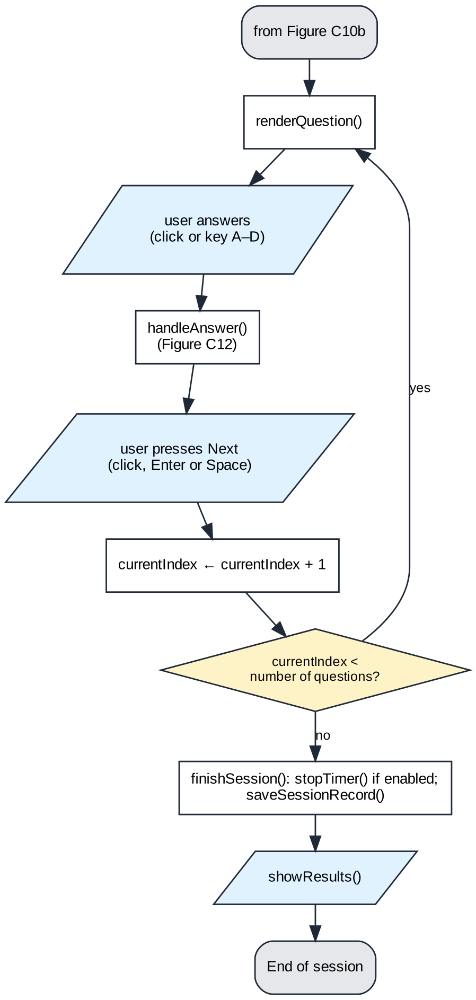 from Figure C10b
renderQuestion()
user answers
(click or key A–D)
handleAnswer()
(Figure C12)
yes
user presses Next
(click, Enter or Space)
currentIndex ← currentIndex + 1
currentIndex <
number of questions?
no
finishSession(): stopTimer() if enabled;
saveSessionRecord()
showResults()
End of session